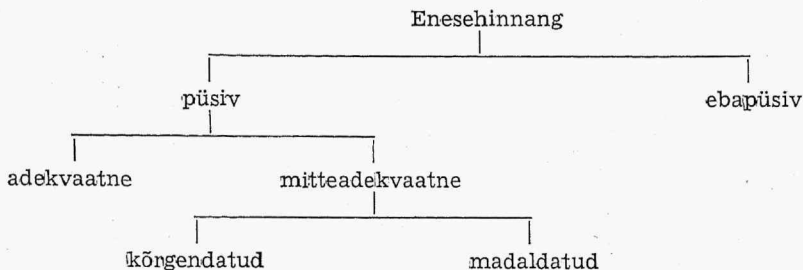 Enesehinnang
püsiv ebapüsiv
adekvaatne mitteadekvaatne
kõrgendatud madaldatud